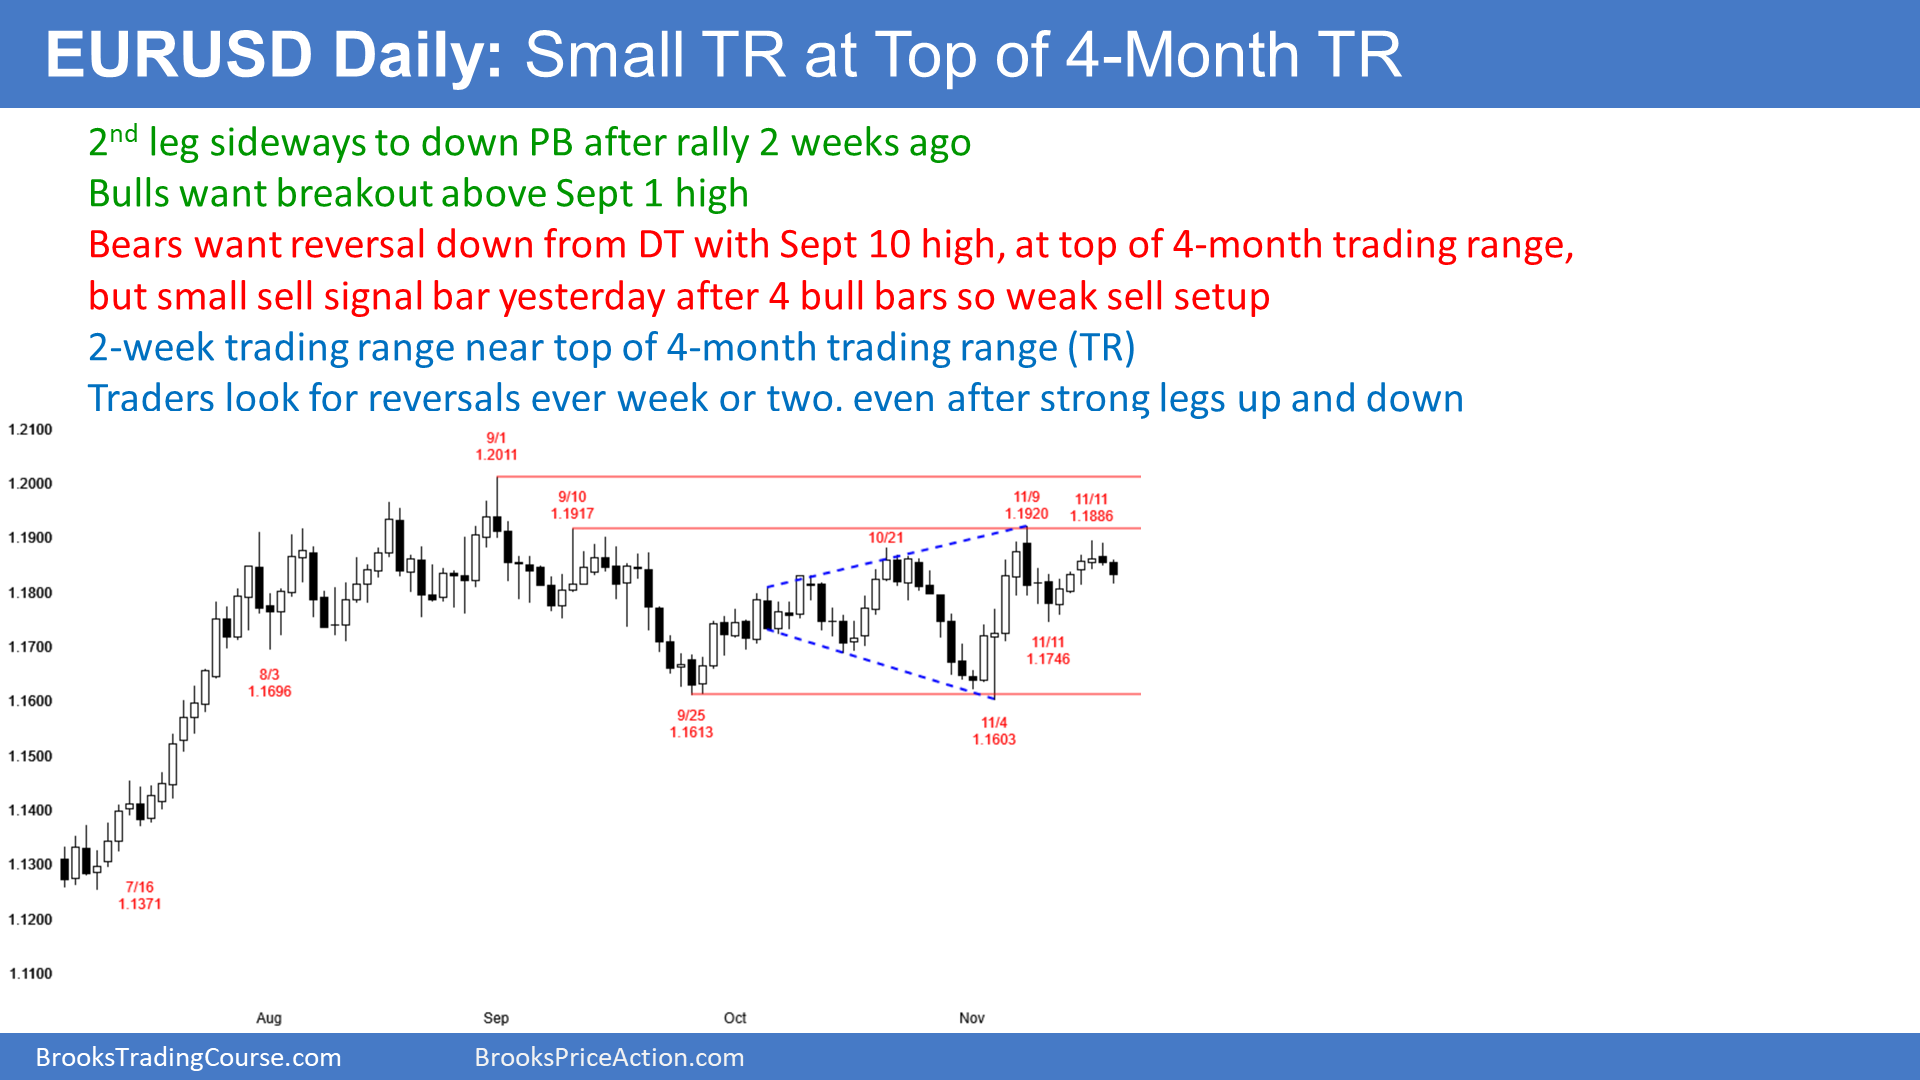 EURUSD Daily: Small TR at Top of 4-Month TR
2nd leg sideways to down PB after rally 2 weeks ago
Bulls want breakout above Sept 1 high
Bears want reversal down from DT with Sept 10 high, at top of 4-month trading range,
but small sell signal bar yesterday after 4 bull bars so weak sell setup
2-week trading range near top of 4-month trading range (TR)
Traders look for reversals ever week or two, even after strong legs up and down
1.2100
9/1
1.2011
1.2000
9/10
1.1917
11/9
1.1920
11/11
1.1886
1.1900
10/21
1.1800
1.1700
11/11
1.1746
8/3
1.1696
1.1600
9/25
1.1613
11/4
1.1603
1.1500
1.1400
1.1300
7/16
1.1371
1.1200
1.1100
Aug
Sep
Oct
Nov
BrooksTradingCourse.com
BrooksPriceAction.com